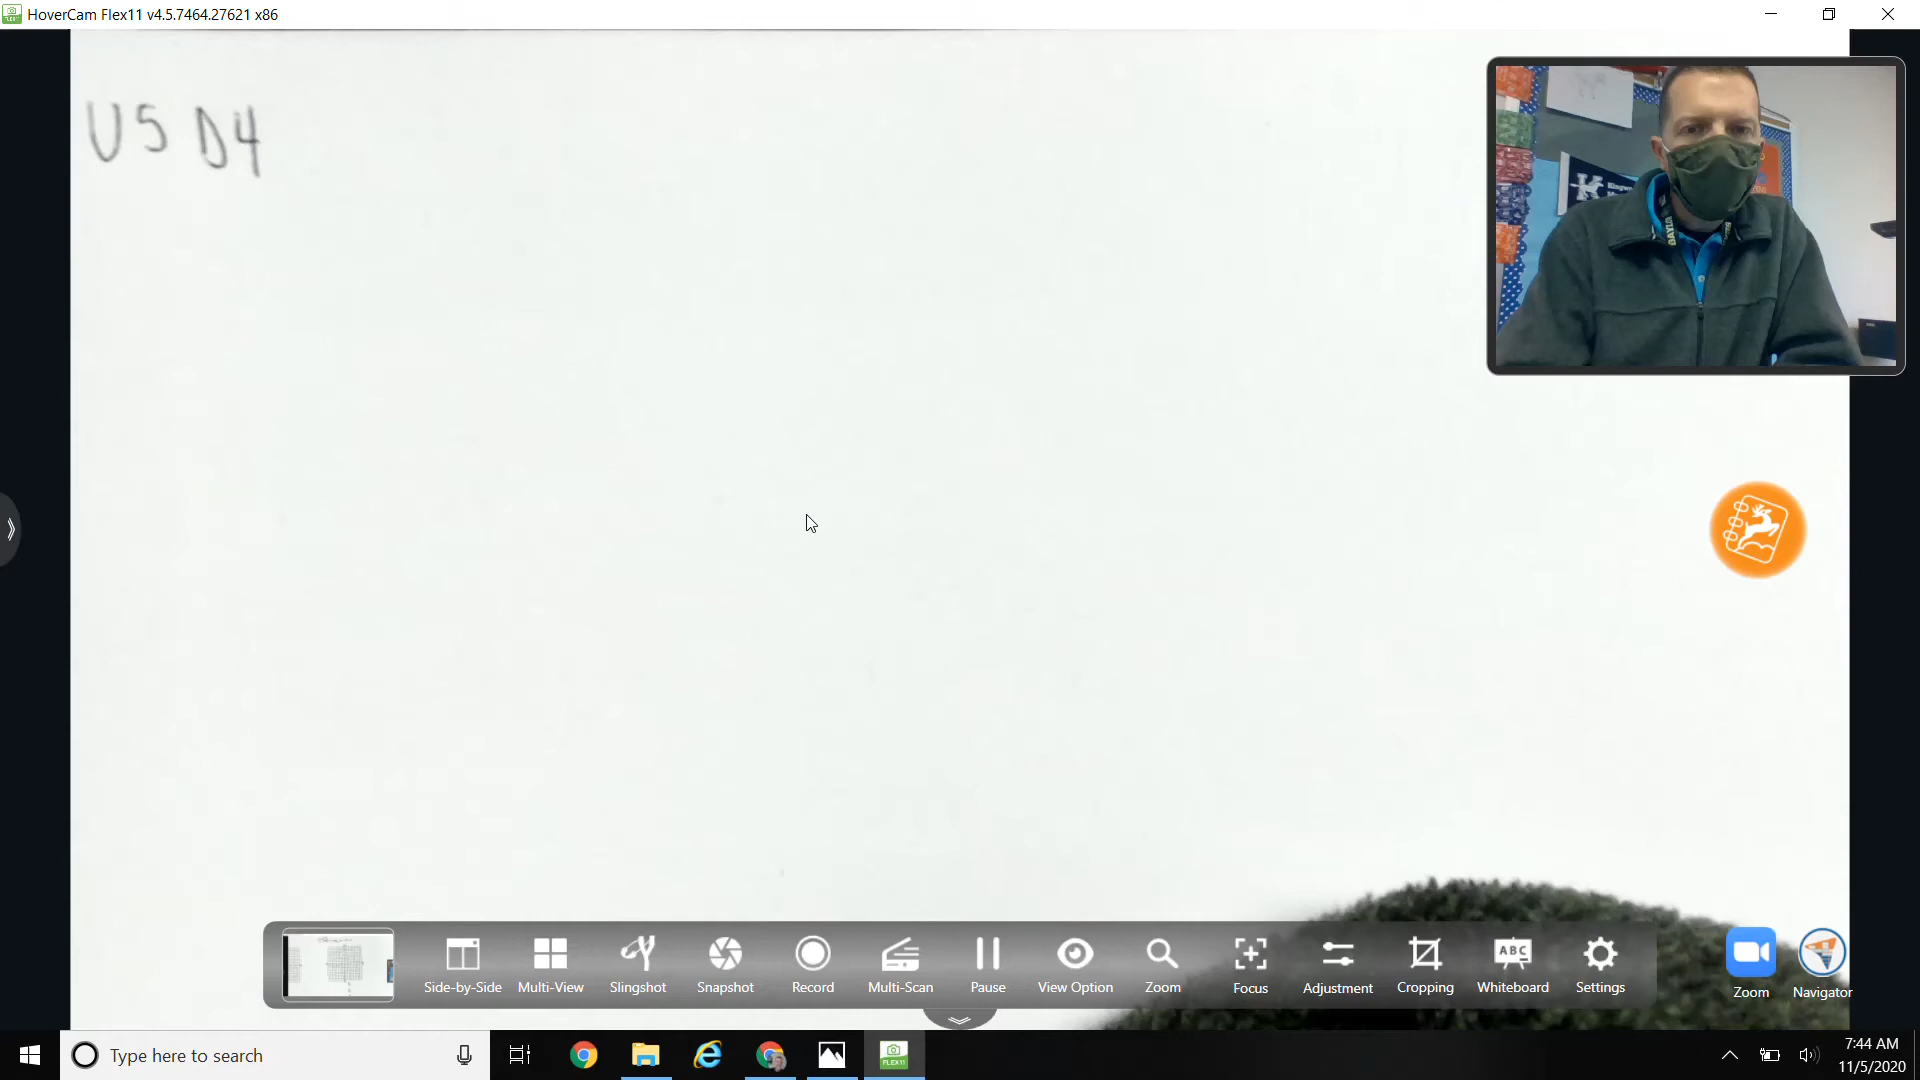 HoverCam Flex11 v4.5.7464.27621 x86
U5 D4
BAYLOR
Side-by-Side
Multi-View
Slingshot
Snapshot
Record
Multi-Scan
Pause
View Option
Zoom
Focus
Adjustment
Cropping
ABC
Whiteboard
Settings
Zoom
Navigator
Type here to search
FLEX11
7:44 AM
11/5/2020